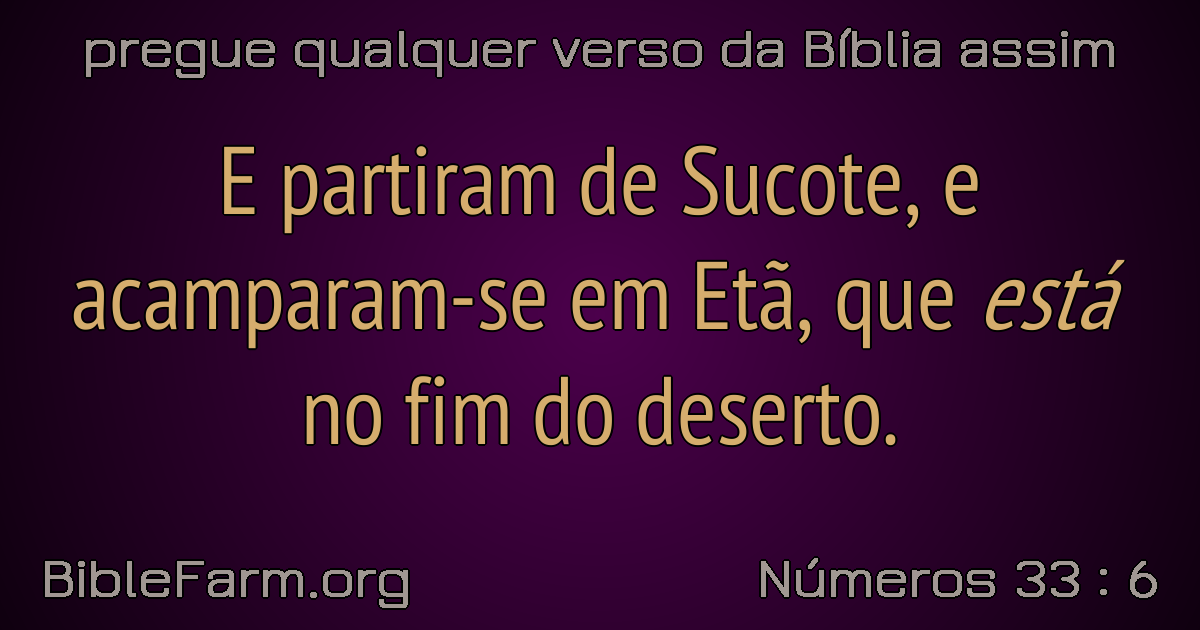 pregue qualquer verso da Bíblia assim
E partiram de Sucote, e
acamparam-se em Etã, que está
no fim do deserto.
BibleFarm.org
Números 33 : 6